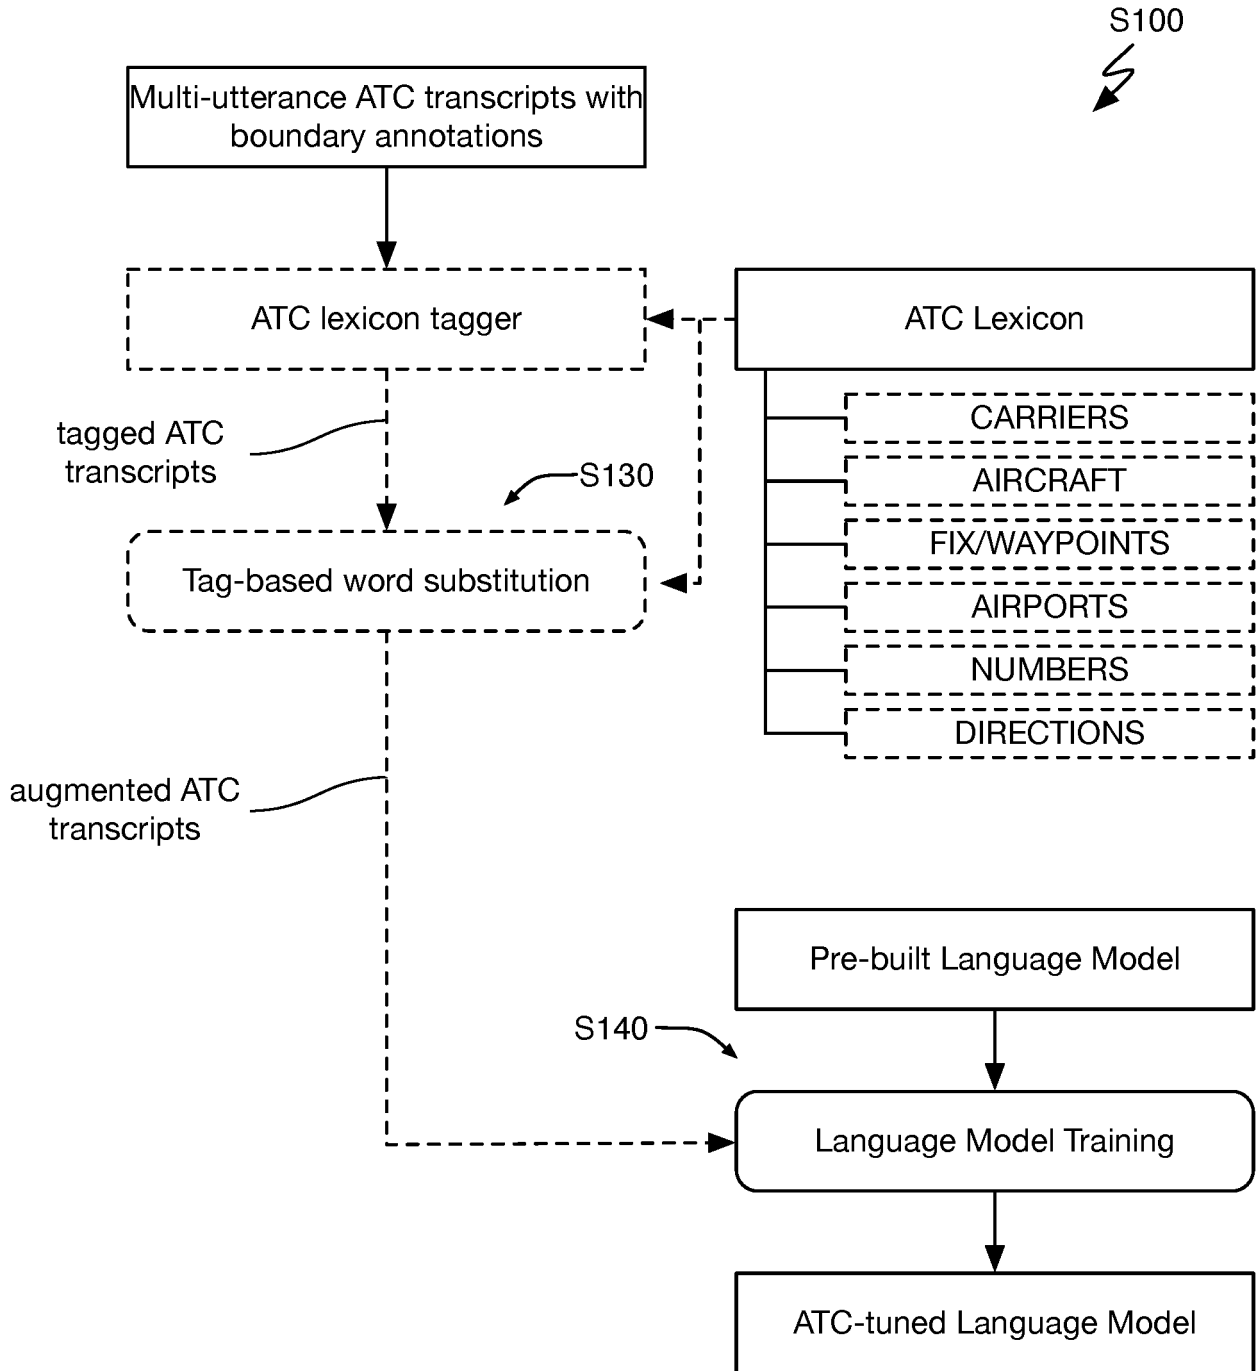 S100
Multi-utterance ATC transcripts with
boundary annotations
ATC lexicon tagger
ATC Lexicon
CARRIERS
AIRCRAFT
FIX/WAYPOINTS
AIRPORTS
NUMBERS
DIRECTIONS
tagged ATC
transcripts
S130
Tag-based word substitution
augmented ATC
transcripts
Pre-built Language Model
S140
Language Model Training
ATC-tuned Language Model